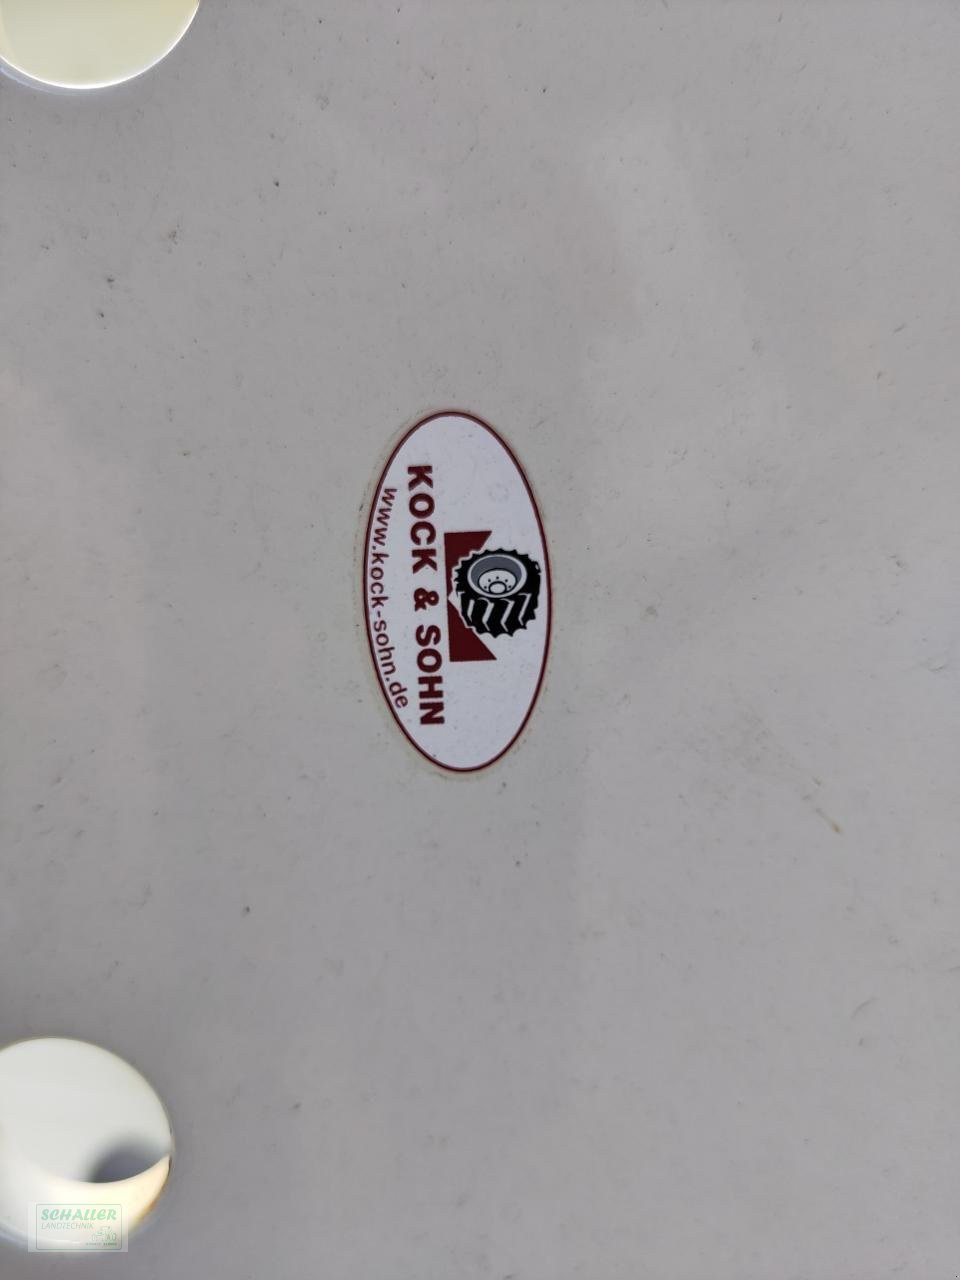 KOCK & SOHN
www.kock-sohn.de
SCHALLER
LANDTECHNIK